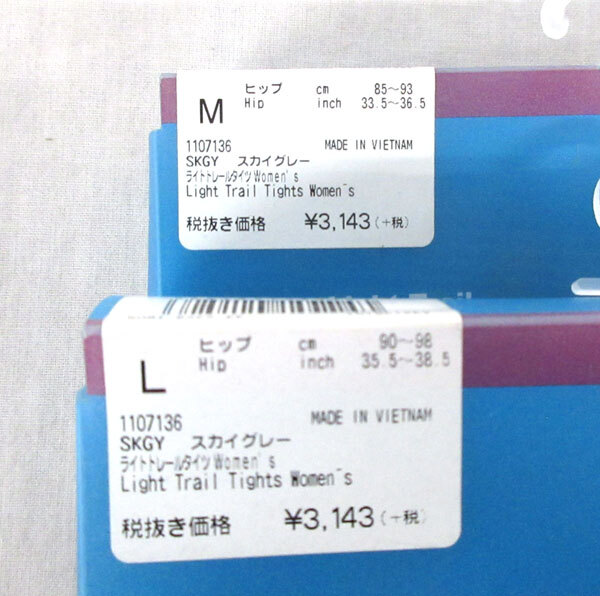 M ヒップ cm 85～93
Hip inch 33.5～36.5
1107136 MADE IN VIETNAM
SKGY スカイグレー
ライトトレールタイツWomen's
Light Trail Tights Women~s
税抜き価格 ¥3,143(+税)
L ヒップ cm 90～98
Hip inch 35.5～38.5
1107136 MADE IN VIETNAM
SKGY スカイグレー
ライトトレールタイツWomen's
Light Trail Tights Women~s
税抜き価格 ¥3,143(+税)